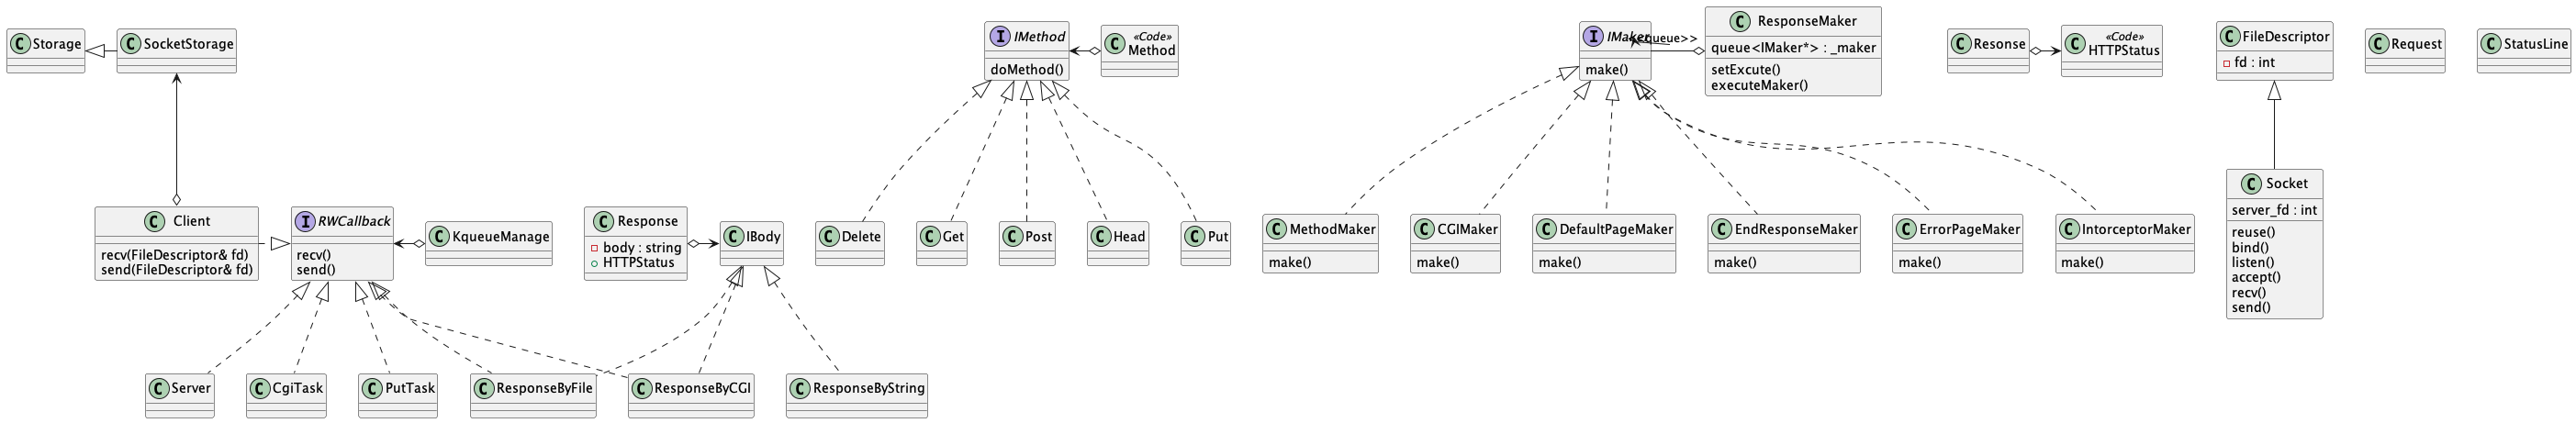 C Storage
C SocketStorage
I IMethod
doMethod()
C «Code»
Method
I IMaker
make()
<<queue>>
C ResponseMaker
queue<IMaker*> : _maker
setExcute()
executeMaker()
C Resonse
C «Code»
HTTPStatus
C FileDescriptor
fd : int
C Request
C StatusLine
C Client
recv(FileDescriptor& fd)
send(FileDescriptor& fd)
I RWCallback
recv()
send()
C KqueueManage
C Response
body : string
HTTPStatus
C IBody
C Delete
C Get
C Post
C Head
C Put
C MethodMaker
make()
C CGIMaker
make()
C DefaultPageMaker
make()
C EndResponseMaker
make()
C ErrorPageMaker
make()
C IntorceptorMaker
make()
C Socket
server_fd : int
reuse()
bind()
listen()
accept()
recv()
send()
C Server
C CgiTask
C PutTask
C ResponseByFile
C ResponseByCGI
C ResponseByString